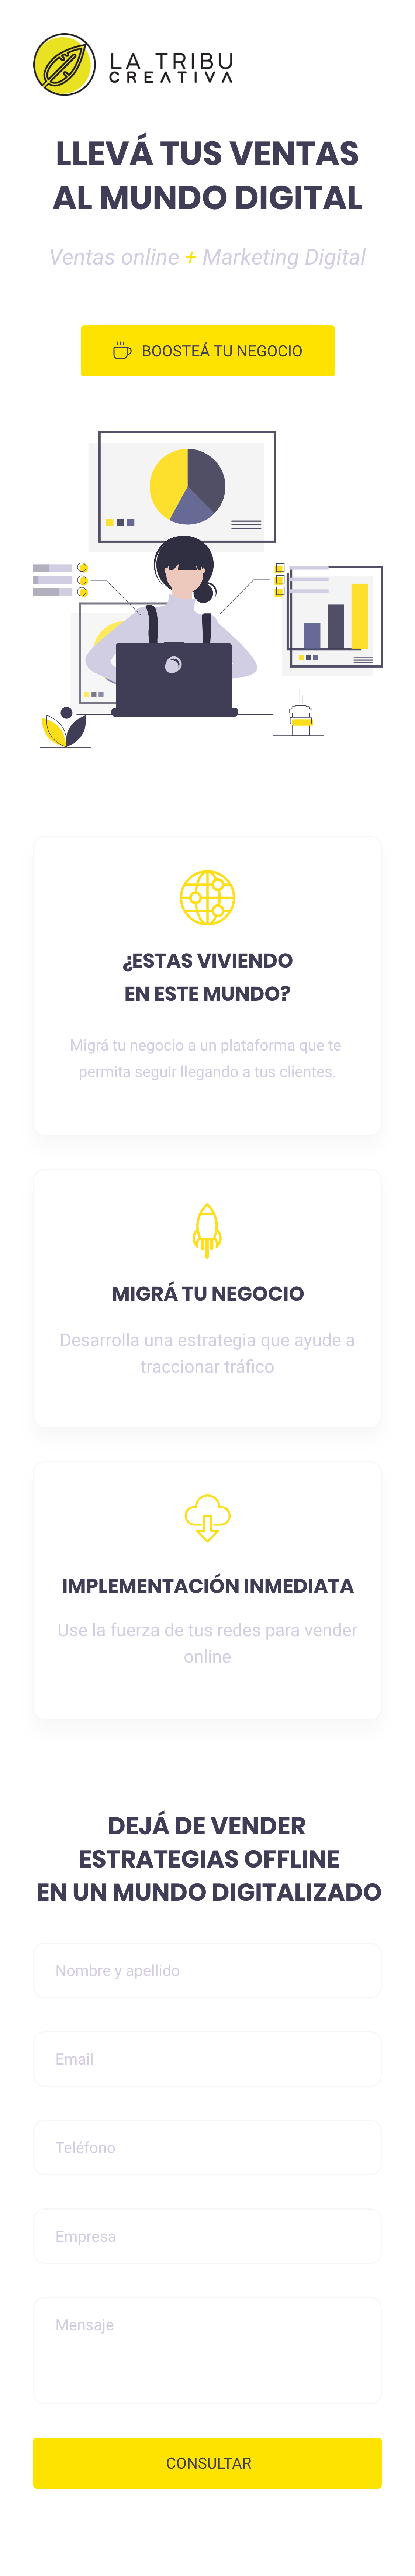 LA TRIBU
CREATIVA
LLEVÁ TUS VENTAS
AL MUNDO DIGITAL
Ventas online + Marketing Digital
BOOSTEÁ TU NEGOCIO
¿ESTAS VIVIENDO
EN ESTE MUNDO?
Migrá tu negocio a un plataforma que te
permita seguir llegando a tus clientes.
MIGRÁ TU NEGOCIO
Desarrolla una estrategia que ayude a
traccionar tráfico
IMPLEMENTACIÓN INMEDIATA
Use la fuerza de tus redes para vender
online
DEJÁ DE VENDER
ESTRATEGIAS OFFLINE
EN UN MUNDO DIGITALIZADO
Nombre y apellido
Email
Teléfono
Empresa
Mensaje
CONSULTAR